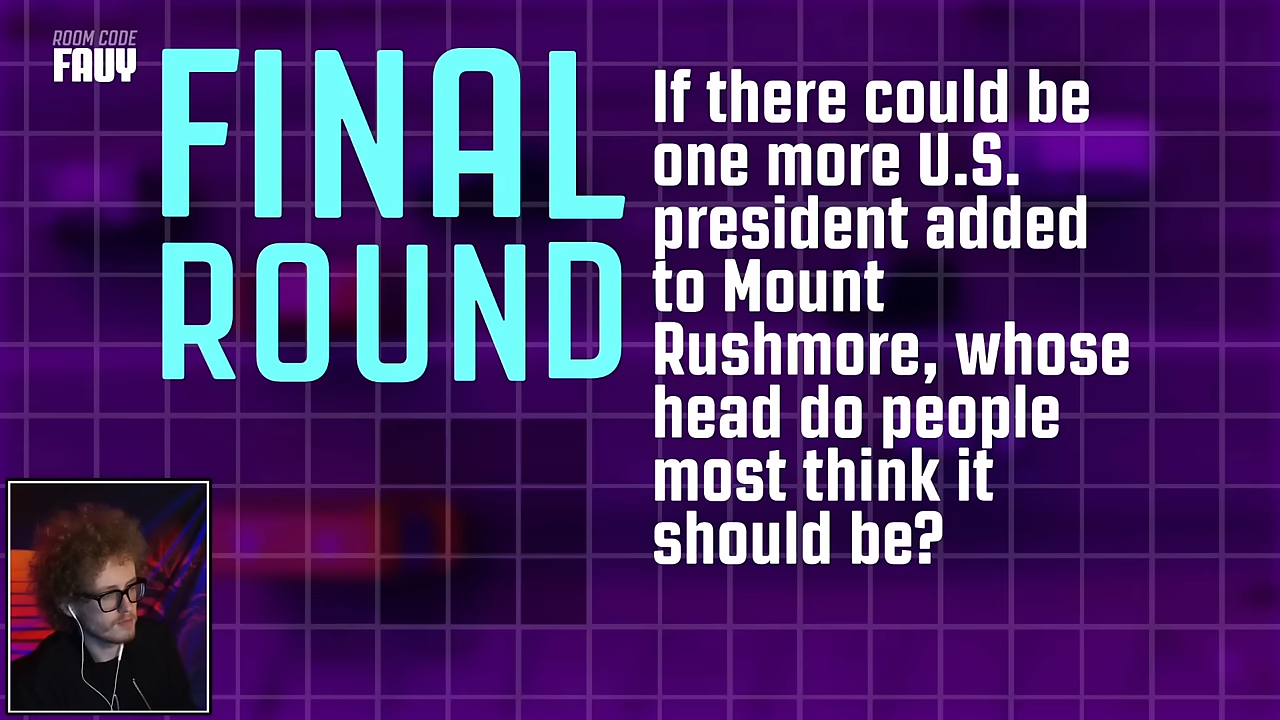 ROOM CODE
FAUY
FINAL
ROUND
If there could be
one more U.S.
president added
to Mount
Rushmore, whose
head do people
most think it
should be?